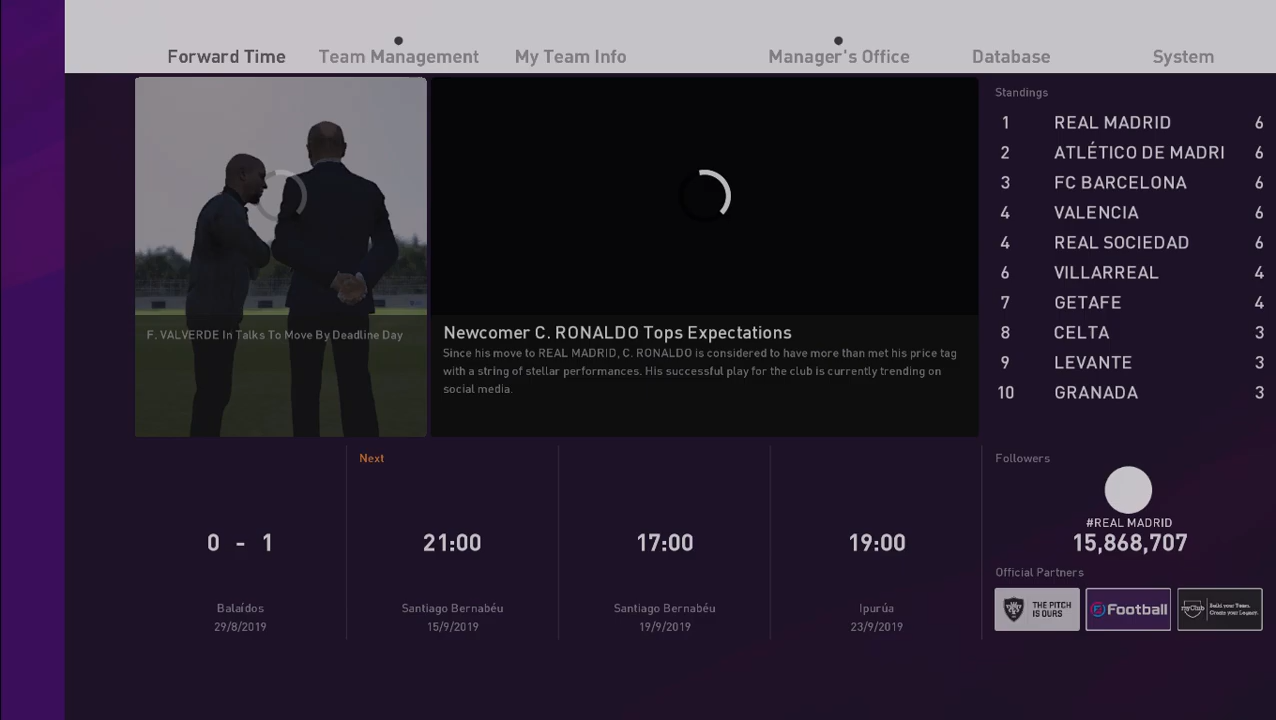 Forward Time
Team Management
My Team Info
Manager's Office
Database
System
F. VALVERDE In Talks To Move By Deadline Day
Newcomer C. RONALDO Tops Expectations
Since his move to REAL MADRID, C. RONALDO is considered to have more than met his price tag
with a string of stellar performances. His successful play for the club is currently trending on
social media.
Standings
1 REAL MADRID 6
2 ATLÉTICO DE MADRI 6
3 FC BARCELONA 6
4 VALENCIA 6
4 REAL SOCIEDAD 6
6 VILLARREAL 4
7 GETAFE 4
8 CELTA 3
9 LEVANTE 3
10 GRANADA 3
0 - 1
Balaídos
29/8/2019
Next
21:00
Santiago Bernabéu
15/9/2019
17:00
Santiago Bernabéu
19/9/2019
19:00
Ipurúa
23/9/2019
Followers
#REAL MADRID
15,868,707
Official Partners
THE PITCH
IS OURS
eFootball
myClub
Build your Team.
Create your Legacy.